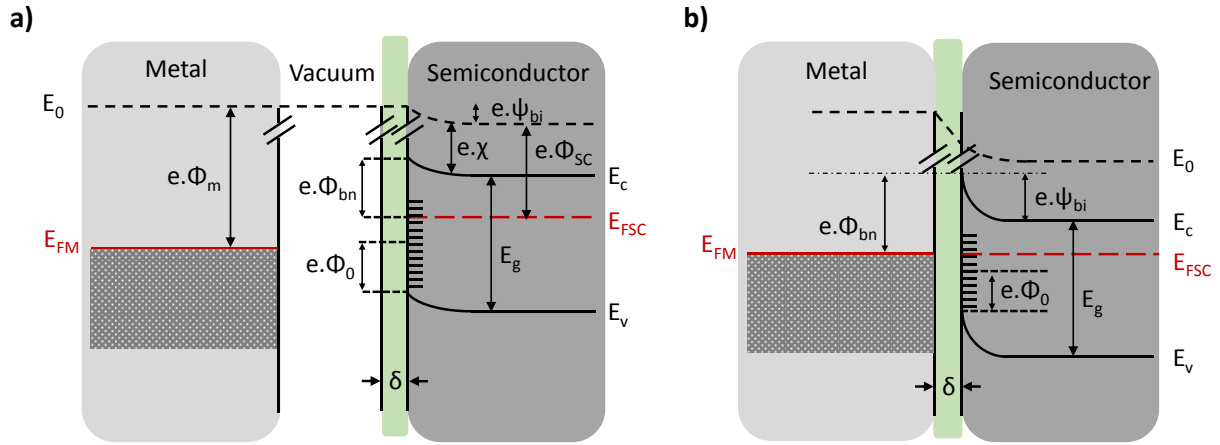 a)
Metal
Vacuum
Semiconductor
E₀
e.ψbi
e.χ
e.Φm
e.ΦSC
e.Φbn
Ec
EFM
EFSC
e.Φ₀
Eg
Ev
δ
b)
Metal
Semiconductor
E₀
e.ψbi
e.Φbn
Ec
EFM
EFSC
e.Φ₀
Eg
Ev
δ